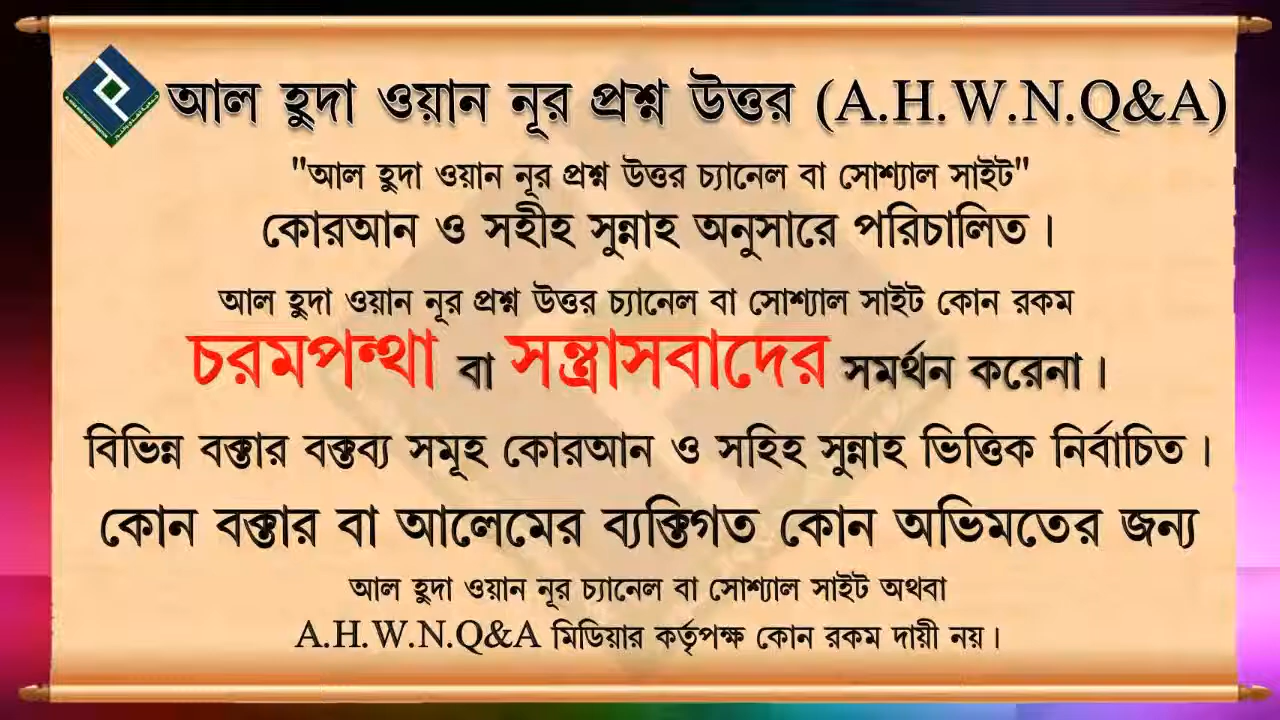 আল হুদা ওয়ান নূর প্রশ্ন উত্তর (A.H.W.N.Q&A)
"আল হুদা ওয়ান নূর প্রশ্ন উত্তর চ্যানেল বা সোশ্যাল সাইট"
কোরআন ও সহীহ সুন্নাহ অনুসারে পরিচালিত।
আল হুদা ওয়ান নূর প্রশ্ন উত্তর চ্যানেল বা সোশ্যাল সাইট কোন রকম
চরমপন্থা বা সন্ত্রাসবাদের সমর্থন করেনা।
বিভিন্ন বক্তার বক্তব্য সমূহ কোরআন ও সহিহ সুন্নাহ ভিত্তিক নির্বাচিত।
কোন বক্তার বা আলেমের ব্যক্তিগত কোন অভিমতের জন্য
আল হুদা ওয়ান নূর চ্যানেল বা সোশ্যাল সাইট অথবা
A.H.W.N.Q&A মিডিয়ার কর্তৃপক্ষ কোন রকম দায়ী নয়।